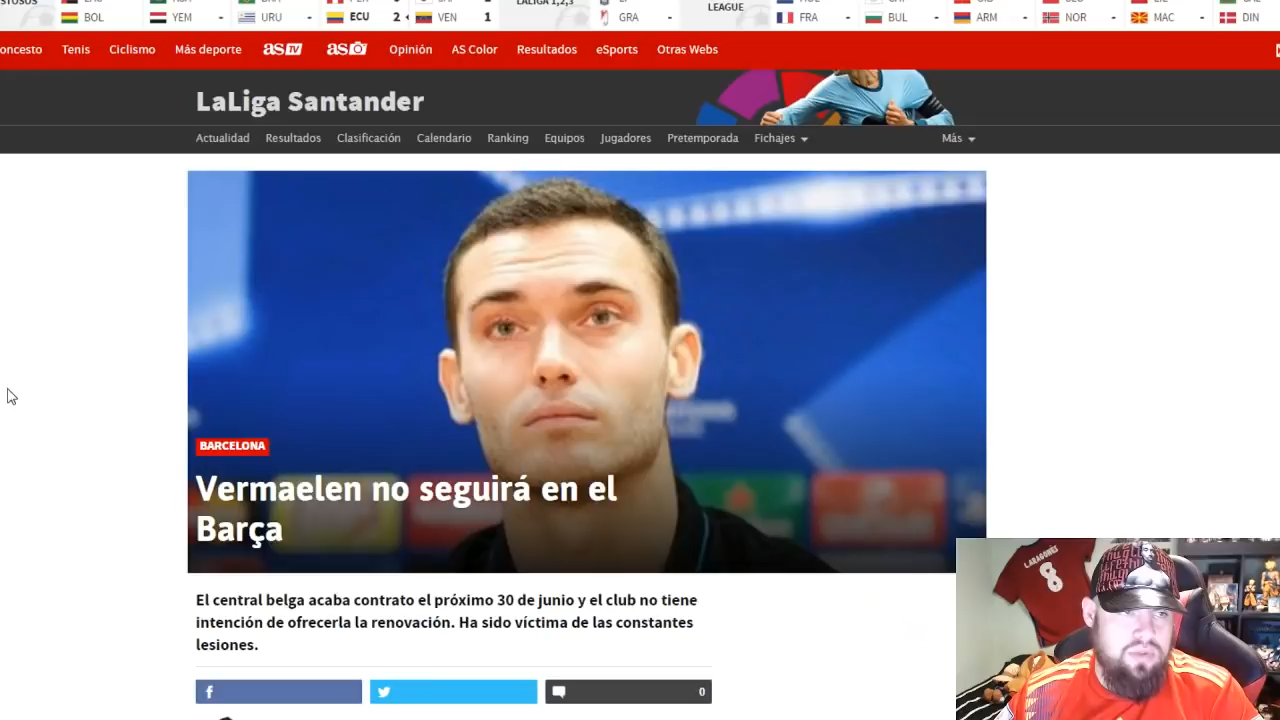 LALIGA 1,2,3
LEAGUE
BOL - YEM - URU - ECU 2 VEN 1 GRA - FRA - BUL - ARM - NOR - MAC - DIN
oncesto Tenis Ciclismo Más deporte as TV as Opinión AS Color Resultados eSports Otras Webs
LaLiga Santander
Actualidad Resultados Clasificación Calendario Ranking Equipos Jugadores Pretemporada Fichajes Más
BARCELONA
Vermaelen no seguirá en el
Barça
El central belga acaba contrato el próximo 30 de junio y el club no tiene
intención de ofrecerla la renovación. Ha sido víctima de las constantes
lesiones.
f 0
L.ARAGONÉS
8